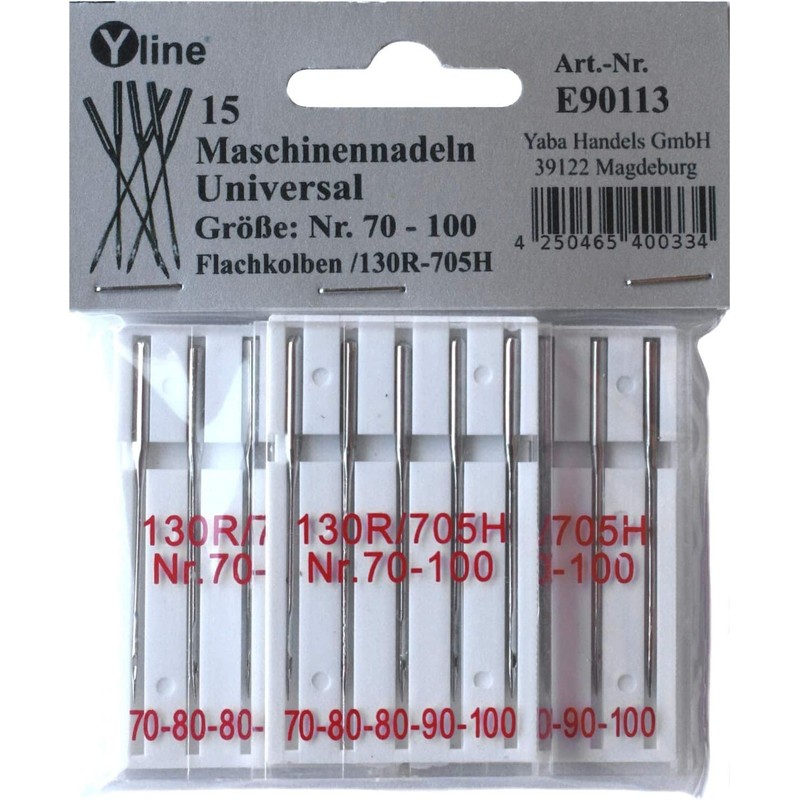 Yline®
15
Maschinennadeln
Universal
Größe: Nr. 70 - 100
Flachkolben /130R-705H
Art.-Nr.
E90113
Yaba Handels GmbH
39122 Magdeburg
4 250465 400334
130R/7
Nr.70-
70-80-80-
130R/705H
Nr.70-100
70-80-80-90-100
/705H
-100
-90-100